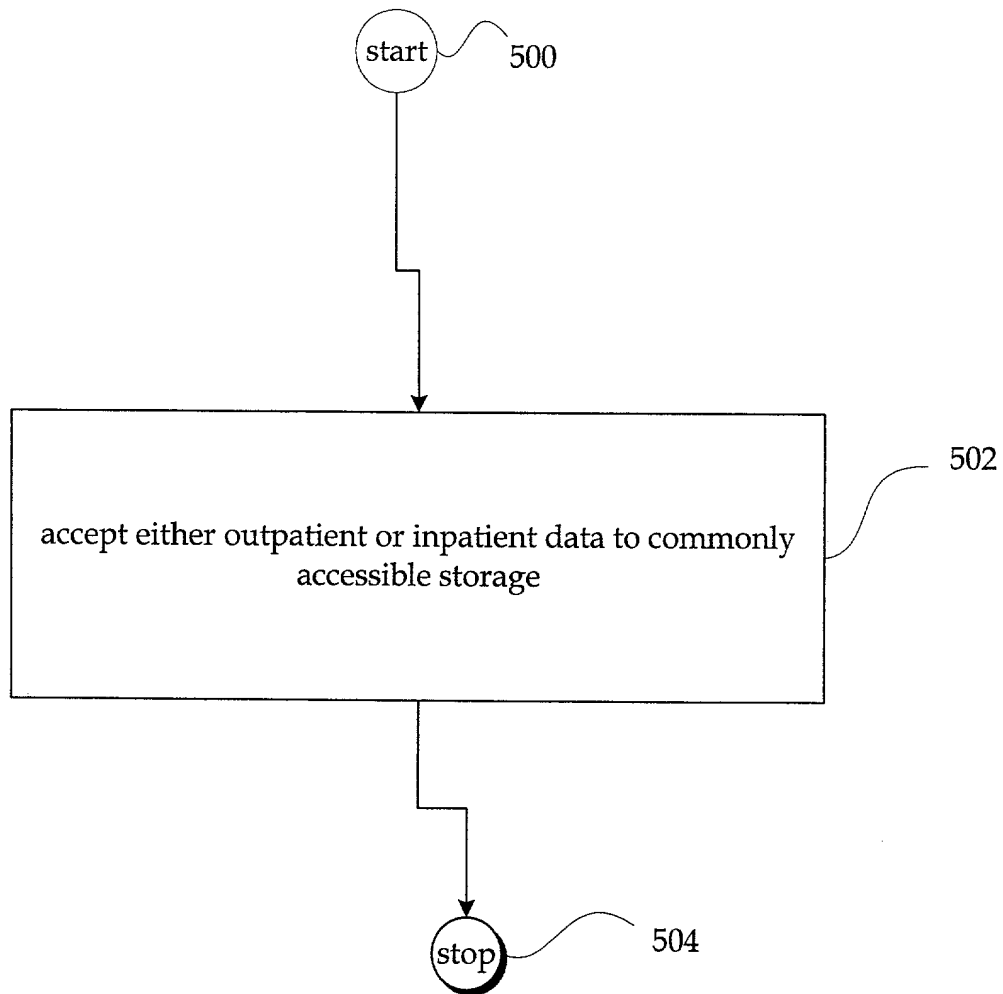 start
500
502
accept either outpatient or inpatient data to commonly
accessible storage
stop
504